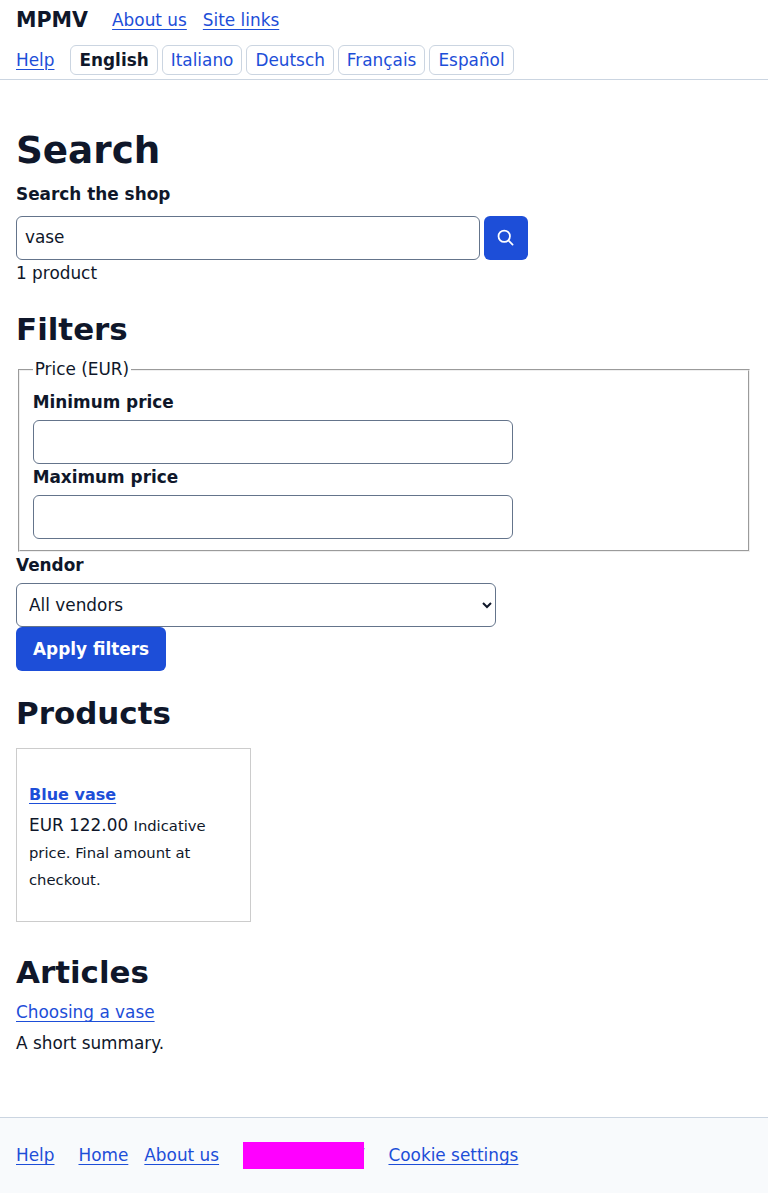 MPMV About us Site links
Help English Italiano Deutsch Français Español
Search
Search the shop
vase
1 product
Filters
Price (EUR)
Minimum price
Maximum price
Vendor
All vendors
Apply filters
Products
Blue vase
EUR 122.00 Indicative
price. Final amount at
checkout.
Articles
Choosing a vase
A short summary.
Help Home About us Cookie settings